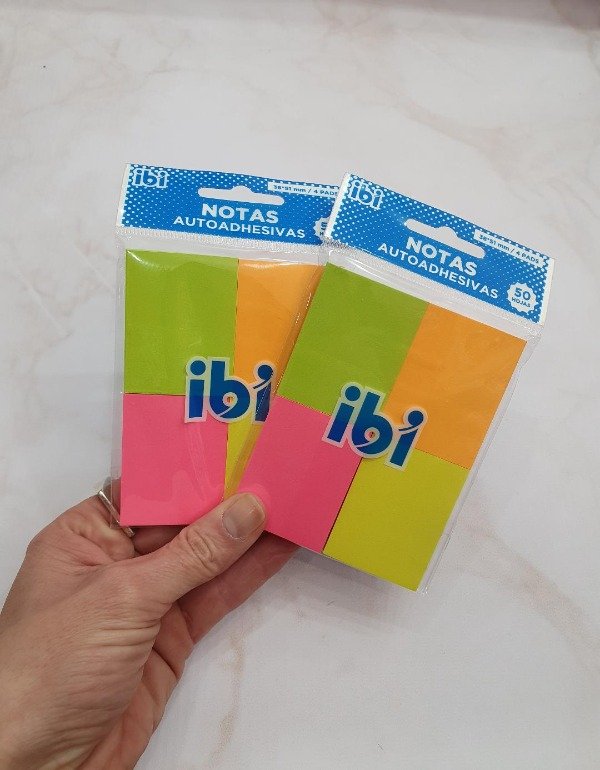 ibi
38*51 mm / 4 PADS
NOTAS
AUTOADHESIVAS
ibi
ibi
38*51 mm / 4 PADS
NOTAS
AUTOADHESIVAS
50
HOJAS
ibi